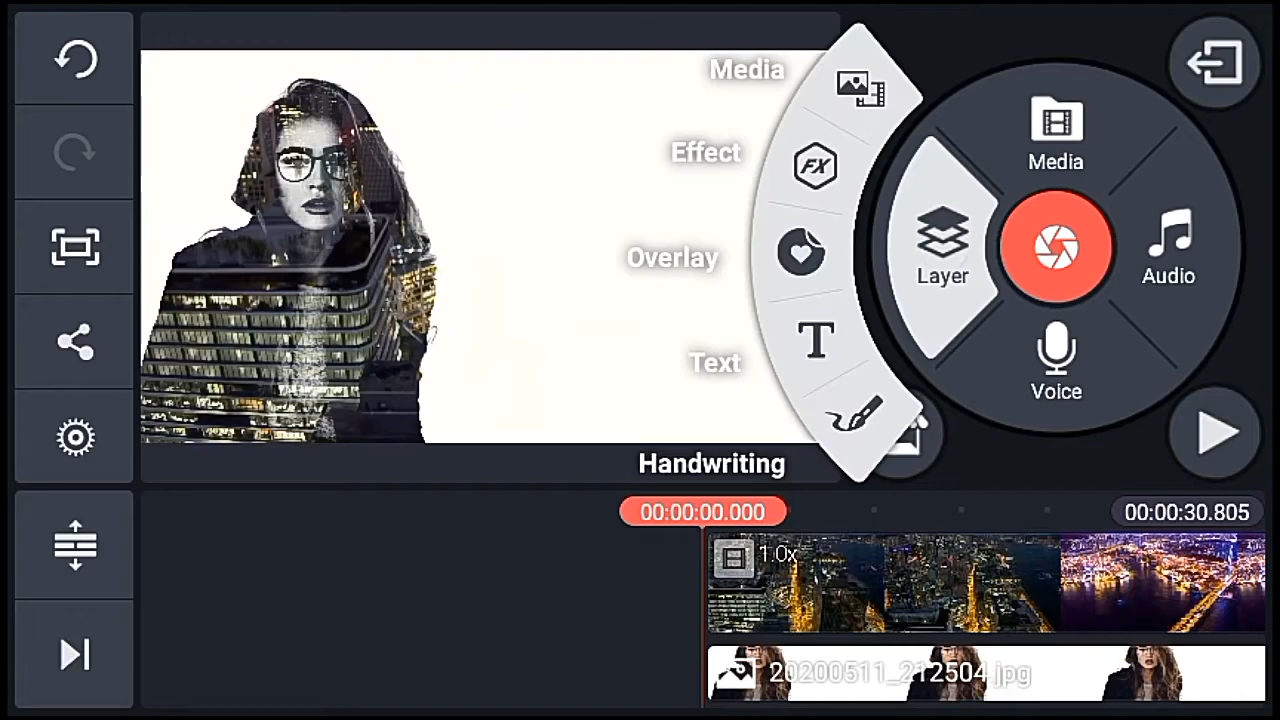 Media
Effect
Overlay
Text
Handwriting
FX
T
Media
Layer
Audio
Voice
00:00:00.000
00:00:30.805
1.0x
20200511_212504.jpg